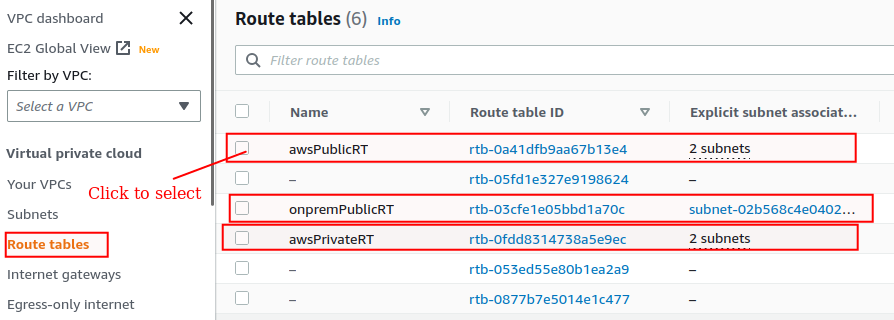 VPC dashboard
EC2 Global View New
Filter by VPC:
Select a VPC
Virtual private cloud
Your VPCs
Subnets
Route tables
Internet gateways
Egress-only internet
Click to select
Route tables (6) Info
Filter route tables
Name Route table ID Explicit subnet associat...
awsPublicRT rtb-0a41dfb9aa67b13e4 2 subnets
– rtb-05fd1e327e9198624 –
onpremPublicRT rtb-03cfe1e05bbd1a70c subnet-02b568c4e0402...
awsPrivateRT rtb-0fdd8314738a5e9ec 2 subnets
– rtb-053ed55e80b1ea2a9 –
– rtb-0877b7e5014e1c477 –